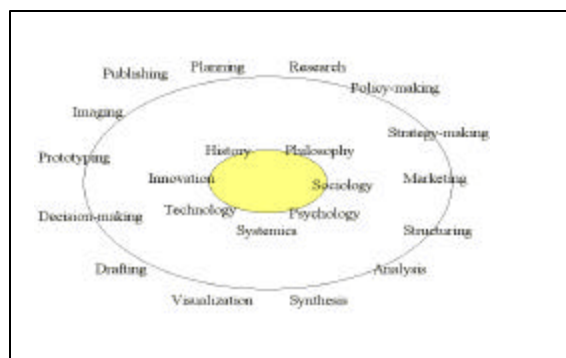 Planning
Research
Publishing
Policy-making
Imaging
Strategy-making
History
Philosophy
Prototyping
Innovation
Sociology
Marketing
Technology
Psychology
Decision-making
Systemics
Structuring
Drafting
Analysis
Visualization
Synthesis